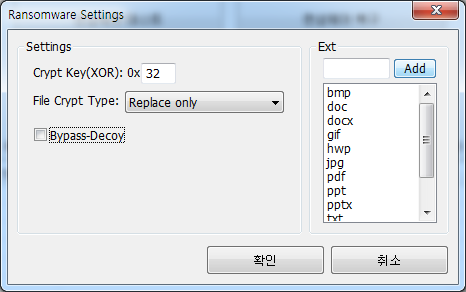 Ransomware Settings
Settings
Crypt Key(XOR): 0x 32
File Crypt Type: Replace only
Bypass-Decoy
Ext
Add
bmp
doc
docx
gif
hwp
jpg
pdf
ppt
pptx
txt
확인
취소